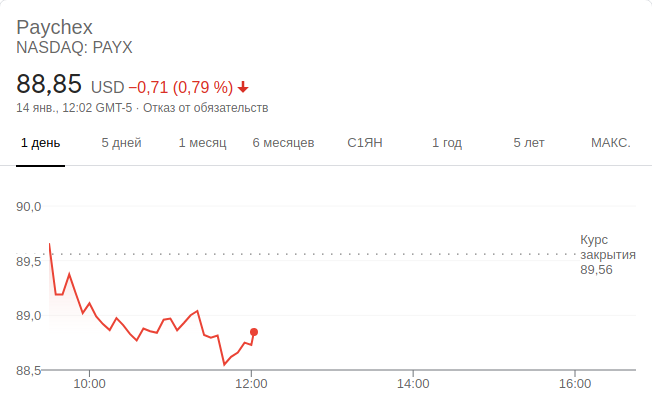 Paychex
NASDAQ: PAYX
88,85 USD −0,71 (0,79 %)
14 янв., 12:02 GMT-5 · Отказ от обязательств
1 день 5 дней 1 месяц 6 месяцев С1ЯН 1 год 5 лет МАКС.
90,0
Курс
закрытия
89,56
89,5
89,0
88,5
10:00 12:00 14:00 16:00